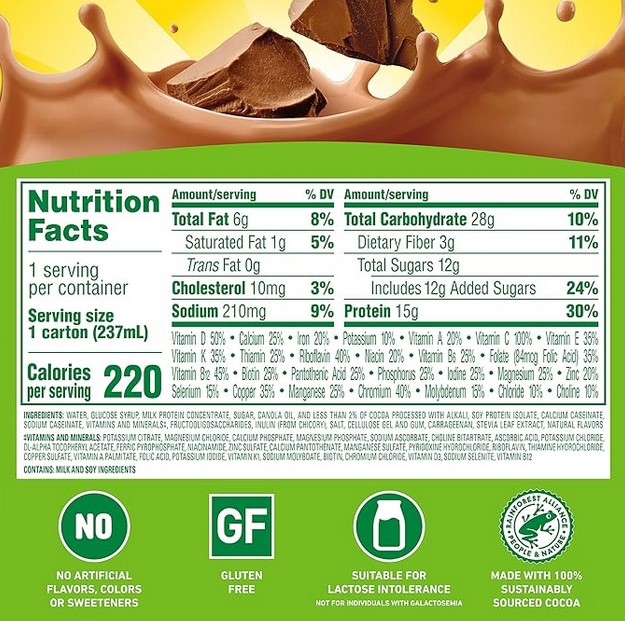 Nutrition
Facts
1 serving
per container
Serving size
1 carton (237mL)
Calories
per serving 220
Amount/serving % DV
Total Fat 6g 8%
Saturated Fat 1g 5%
Trans Fat 0g
Cholesterol 10mg 3%
Sodium 210mg 9%
Amount/serving % DV
Total Carbohydrate 28g 10%
Dietary Fiber 3g 11%
Total Sugars 12g
Includes 12g Added Sugars 24%
Protein 15g 30%
Vitamin D 50% • Calcium 25% • Iron 20% • Potassium 10% • Vitamin A 20% • Vitamin C 100% • Vitamin E 35%
Vitamin K 35% • Thiamin 25% • Riboflavin 40% • Niacin 20% • Vitamin B6 25% • Folate (84mcg Folic Acid) 35%
Vitamin B12 45% • Biotin 25% • Pantothenic Acid 25% • Phosphorus 25% • Iodine 25% • Magnesium 25% • Zinc 20%
Selenium 15% • Copper 35% • Manganese 25% • Chromium 40% • Molybdenum 15% • Chloride 10% • Choline 10%
INGREDIENTS: WATER, GLUCOSE SYRUP, MILK PROTEIN CONCENTRATE, SUGAR, CANOLA OIL, AND LESS THAN 2% OF COCOA PROCESSED WITH ALKALI, SOY PROTEIN ISOLATE, CALCIUM CASEINATE,
SODIUM CASEINATE, VITAMINS AND MINERALS‡, FRUCTOOLIGOSACCHARIDES, INULIN (FROM CHICORY), SALT, CELLULOSE GEL AND GUM, CARRAGEENAN, STEVIA LEAF EXTRACT, NATURAL FLAVORS
‡VITAMINS AND MINERALS: POTASSIUM CITRATE, MAGNESIUM CHLORIDE, CALCIUM PHOSPHATE, MAGNESIUM PHOSPHATE, SODIUM ASCORBATE, CHOLINE BITARTRATE, ASCORBIC ACID, POTASSIUM CHLORIDE,
DL-ALPHA TOCOPHERYL ACETATE, FERRIC PYROPHOSPHATE, NIACINAMIDE, ZINC SULFATE, CALCIUM PANTOTHENATE, MANGANESE SULFATE, PYRIDOXINE HYDROCHLORIDE, RIBOFLAVIN, THIAMINE HYDROCHLORIDE,
COPPER SULFATE, VITAMIN A PALMITATE, FOLIC ACID, POTASSIUM IODIDE, VITAMIN K1, SODIUM MOLYBDATE, BIOTIN, CHROMIUM CHLORIDE, VITAMIN D3, SODIUM SELENITE, VITAMIN B12
CONTAINS: MILK AND SOY INGREDIENTS
NO
NO ARTIFICIAL
FLAVORS, COLORS
OR SWEETENERS
GF
GLUTEN
FREE
SUITABLE FOR
LACTOSE INTOLERANCE
NOT FOR INDIVIDUALS WITH GALACTOSEMIA
RAINFOREST ALLIANCE
• PEOPLE & NATURE •
MADE WITH 100%
SUSTAINABLY
SOURCED COCOA